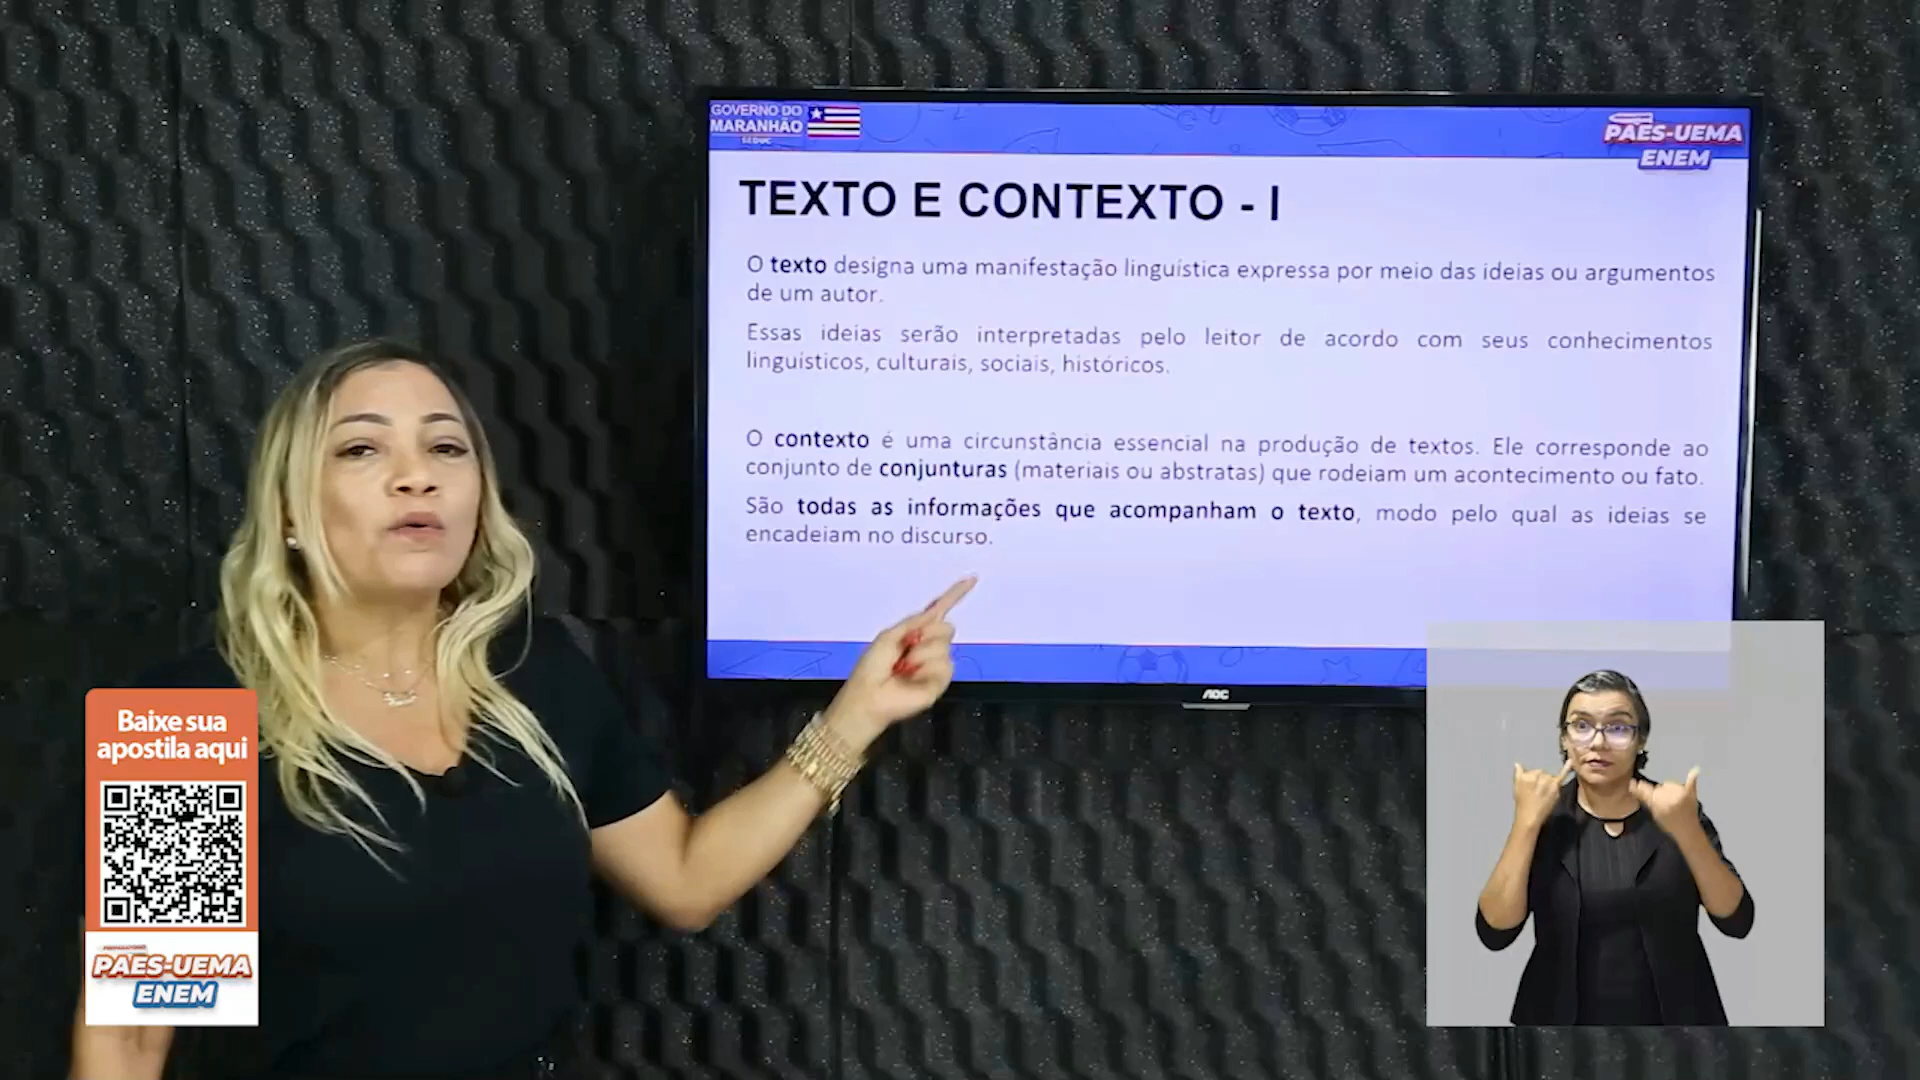 GOVERNO DO
MARANHÃO
SEDUC
PAES-UEMA
ENEM
TEXTO E CONTEXTO - I
O texto designa uma manifestação linguística expressa por meio das ideias ou argumentos
de um autor.
Essas ideias serão interpretadas pelo leitor de acordo com seus conhecimentos
linguísticos, culturais, sociais, históricos.
O contexto é uma circunstância essencial na produção de textos. Ele corresponde ao
conjunto de conjunturas (materiais ou abstratas) que rodeiam um acontecimento ou fato.
São todas as informações que acompanham o texto, modo pelo qual as ideias se
encadeiam no discurso.
AOC
Baixe sua
apostila aqui
PREPARATÓRIO
PAES-UEMA
ENEM